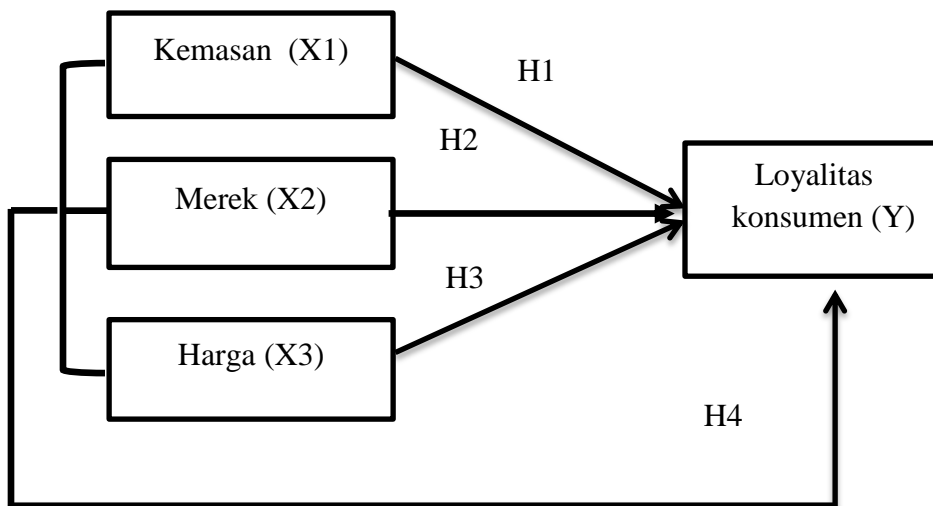 Kemasan  (X1)
H1
H2
Merek (X2)
Loyalitas
konsumen (Y)
H3
Harga (X3)
H4